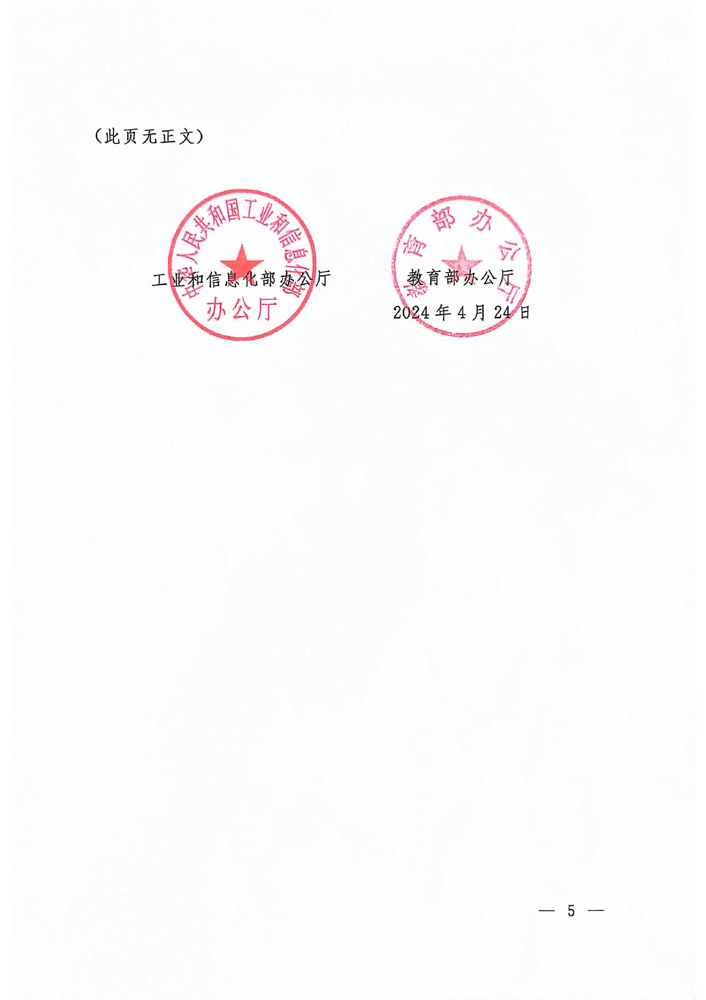 （此页无正文）
中华人民共和国工业和信息化部
办公厅
教育部办公厅
工业和信息化部办公厅 教育部办公厅
2024年4月24日
— 5 —